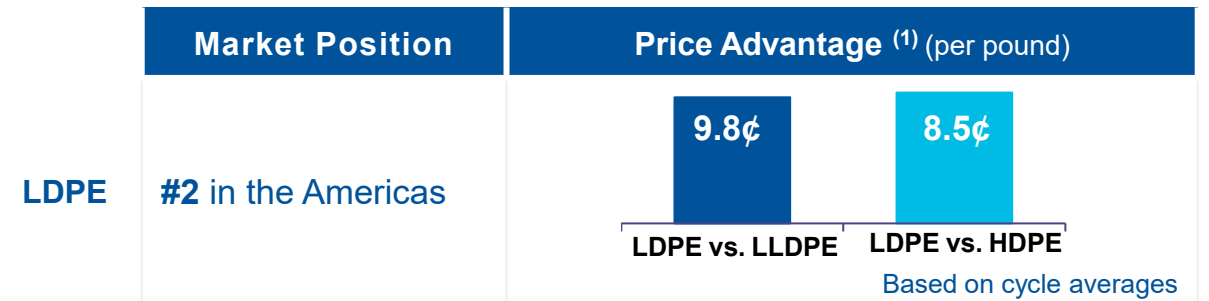 Market Position
Price Advantage (1) (per pound)
LDPE
#2 in the Americas
9.8¢
8.5¢
LDPE vs. LLDPE
LDPE vs. HDPE
Based on cycle averages